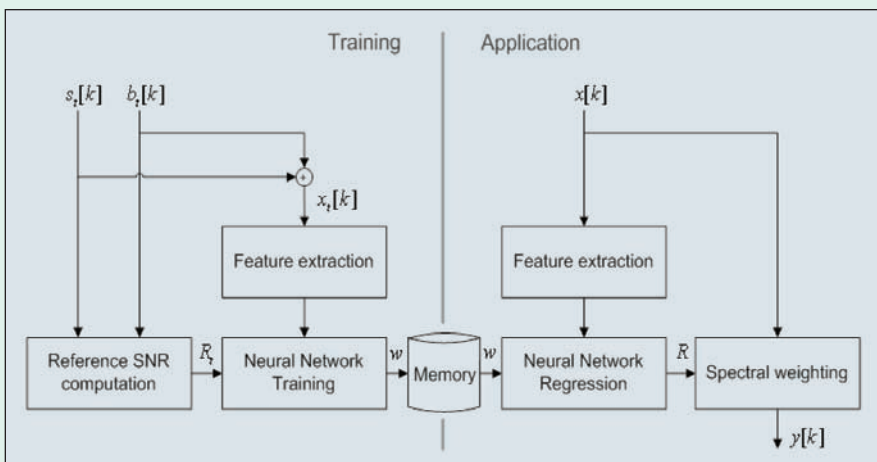 Training Application
s_t[k] b_t[k] x[k]
+
x_t[k]
Feature extraction Feature extraction
Reference SNR
computation
R_t
Neural Network
Training
w
Memory
w
Neural Network
Regression
R
Spectral weighting
y[k]